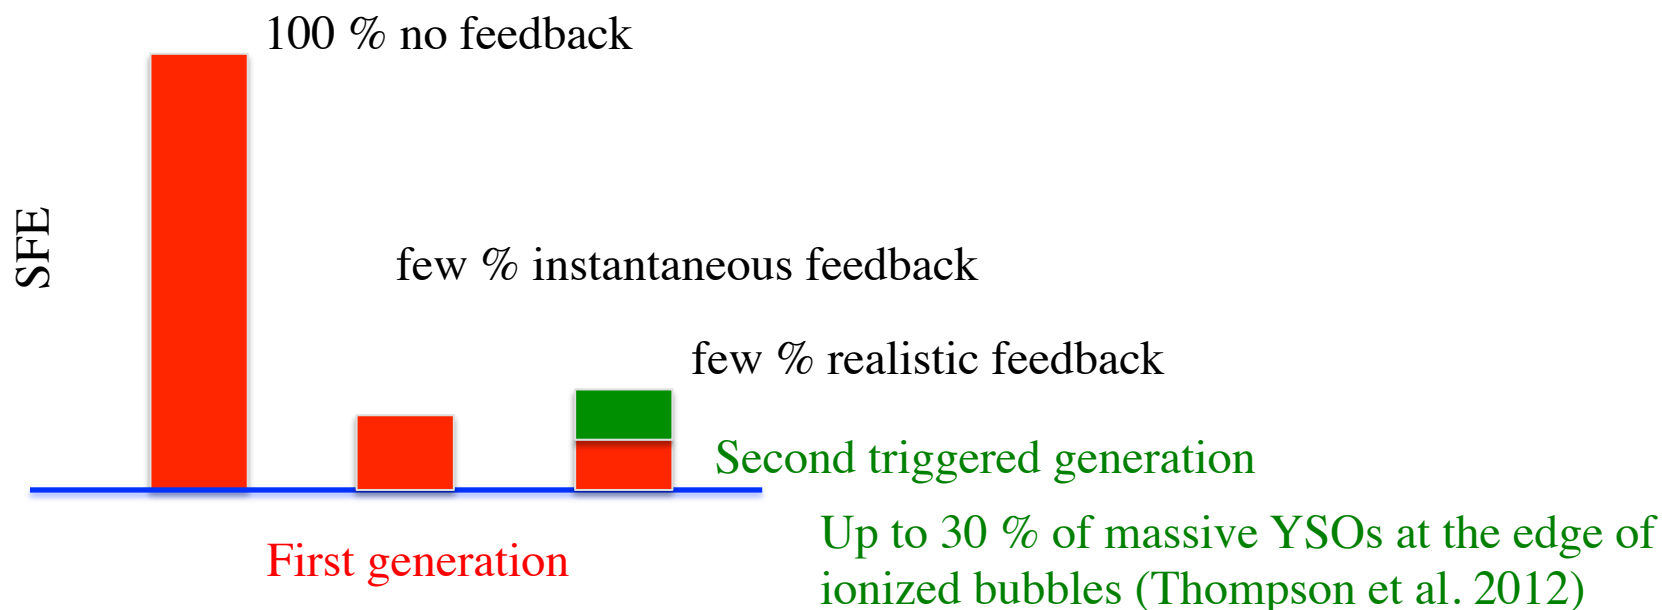 100 % no feedback
SFE
few % instantaneous feedback
few % realistic feedback
Second triggered generation
First generation
Up to 30 % of massive YSOs at the edge of
ionized bubbles (Thompson et al. 2012)